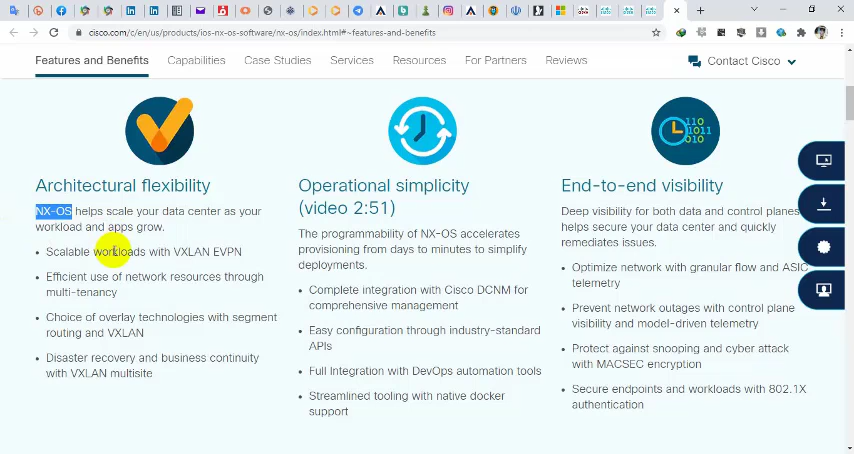 cisco.com/c/en/us/products/ios-nx-os-software/nx-os/index.html#~features-and-benefits
Features and Benefits
Capabilities
Case Studies
Services
Resources
For Partners
Reviews
Contact Cisco
Architectural flexibility
NX-OS helps scale your data center as your
workload and apps grow.
• Scalable workloads with VXLAN EVPN
• Efficient use of network resources through
multi-tenancy
• Choice of overlay technologies with segment
routing and VXLAN
• Disaster recovery and business continuity
with VXLAN multisite
Operational simplicity
(video 2:51)
The programmability of NX-OS accelerates
provisioning from days to minutes to simplify
deployments.
• Complete integration with Cisco DCNM for
comprehensive management
• Easy configuration through industry-standard
APIs
• Full Integration with DevOps automation tools
• Streamlined tooling with native docker
support
110
1011
010
End-to-end visibility
Deep visibility for both data and control planes
helps secure your data center and quickly
remediates issues.
• Optimize network with granular flow and ASIC
telemetry
• Prevent network outages with control plane
visibility and model-driven telemetry
• Protect against snooping and cyber attack
with MACSEC encryption
• Secure endpoints and workloads with 802.1X
authentication